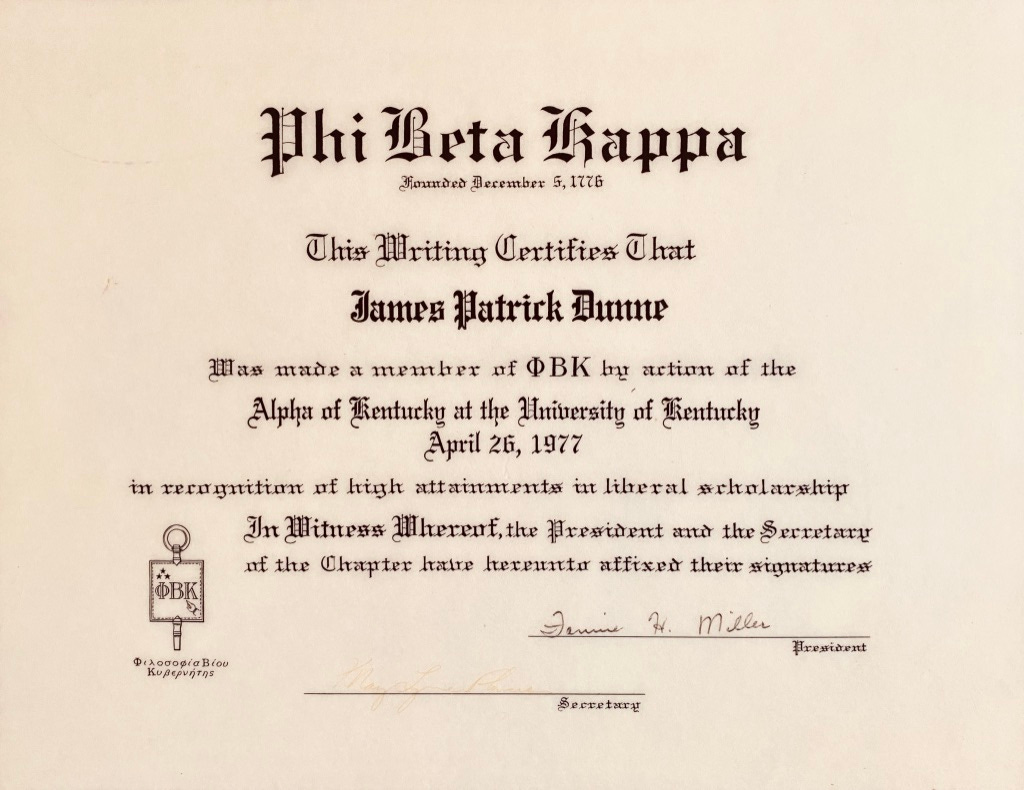 Phi Beta Kappa
Founded December 5, 1776
This Writing Certifies That
James Patrick Dunne
Was made a member of ΦΒΚ by action of the
Alpha of Kentucky at the University of Kentucky
April 26, 1977
in recognition of high attainments in liberal scholarship
In Witness Whereof, the President and the Secretary
of the Chapter have hereunto affixed their signatures
ΦΒΚ
Φιλοσοφία Βίου
Κυβερνήτης
H. Miller
President
Secretary